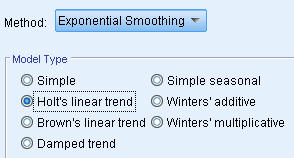 Method: Exponential Smoothing
Model Type
Simple
Simple seasonal
Holt's linear trend
Winters' additive
Brown's linear trend
Winters' multiplicative
Damped trend